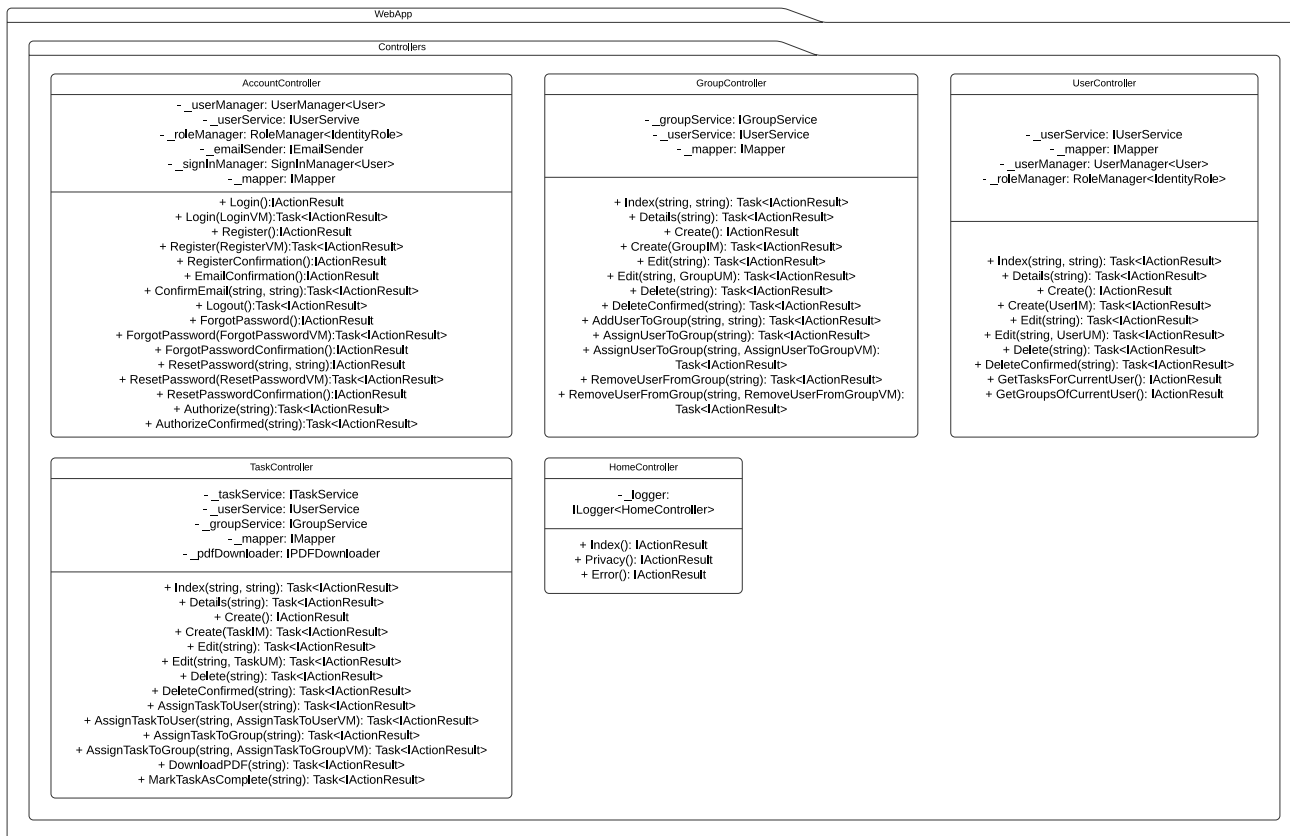 WebApp
Controllers
AccountController
- _userManager: UserManager<User>
- _userService: IUserServive
- _roleManager: RoleManager<IdentityRole>
- _emailSender: IEmailSender
- _signInManager: SignInManager<User>
- _mapper: IMapper
+ Login():IActionResult
+ Login(LoginVM):Task<IActionResult>
+ Register():IActionResult
+ Register(RegisterVM):Task<IActionResult>
+ RegisterConfirmation():IActionResult
+ EmailConfirmation():IActionResult
+ ConfirmEmail(string, string):Task<IActionResult>
+ Logout():Task<IActionResult>
+ ForgotPassword():IActionResult
+ ForgotPassword(ForgotPasswordVM):Task<IActionResult>
+ ForgotPasswordConfirmation():IActionResult
+ ResetPassword(string, string):IActionResult
+ ResetPassword(ResetPasswordVM):Task<IActionResult>
+ ResetPasswordConfirmation():IActionResult
+ Authorize(string):Task<IActionResult>
+ AuthorizeConfirmed(string):Task<IActionResult>
GroupController
- _groupService: IGroupService
- _userService: IUserService
- _mapper: IMapper
+ Index(string, string): Task<IActionResult>
+ Details(string): Task<IActionResult>
+ Create(): IActionResult
+ Create(GroupIM): Task<IActionResult>
+ Edit(string): Task<IActionResult>
+ Edit(string, GroupUM): Task<IActionResult>
+ Delete(string): Task<IActionResult>
+ DeleteConfirmed(string): Task<IActionResult>
+ AddUserToGroup(string, string): Task<IActionResult>
+ AssignUserToGroup(string): Task<IActionResult>
+ AssignUserToGroup(string, AssignUserToGroupVM):
Task<IActionResult>
+ RemoveUserFromGroup(string): Task<IActionResult>
+ RemoveUserFromGroup(string, RemoveUserFromGroupVM):
Task<IActionResult>
UserController
- _userService: IUserService
- _mapper: IMapper
- _userManager: UserManager<User>
- _roleManager: RoleManager<IdentityRole>
+ Index(string, string): Task<IActionResult>
+ Details(string): Task<IActionResult>
+ Create(): IActionResult
+ Create(UserIM): Task<IActionResult>
+ Edit(string): Task<IActionResult>
+ Edit(string, UserUM): Task<IActionResult>
+ Delete(string): Task<IActionResult>
+ DeleteConfirmed(string): Task<IActionResult>
+ GetTasksForCurrentUser(): IActionResult
+ GetGroupsOfCurrentUser(): IActionResult
TaskController
- _taskService: ITaskService
- _userService: IUserService
- _groupService: IGroupService
- _mapper: IMapper
- _pdfDownloader: IPDFDownloader
+ Index(string, string): Task<IActionResult>
+ Details(string): Task<IActionResult>
+ Create(): IActionResult
+ Create(TaskIM): Task<IActionResult>
+ Edit(string): Task<IActionResult>
+ Edit(string, TaskUM): Task<IActionResult>
+ Delete(string): Task<IActionResult>
+ DeleteConfirmed(string): Task<IActionResult>
+ AssignTaskToUser(string): Task<IActionResult>
+ AssignTaskToUser(string, AssignTaskToUserVM): Task<IActionResult>
+ AssignTaskToGroup(string): Task<IActionResult>
+ AssignTaskToGroup(string, AssignTaskToGroupVM): Task<IActionResult>
+ DownloadPDF(string): Task<IActionResult>
+ MarkTaskAsComplete(string): Task<IActionResult>
HomeController
- _logger:
ILogger<HomeController>
+ Index(): IActionResult
+ Privacy(): IActionResult
+ Error(): IActionResult